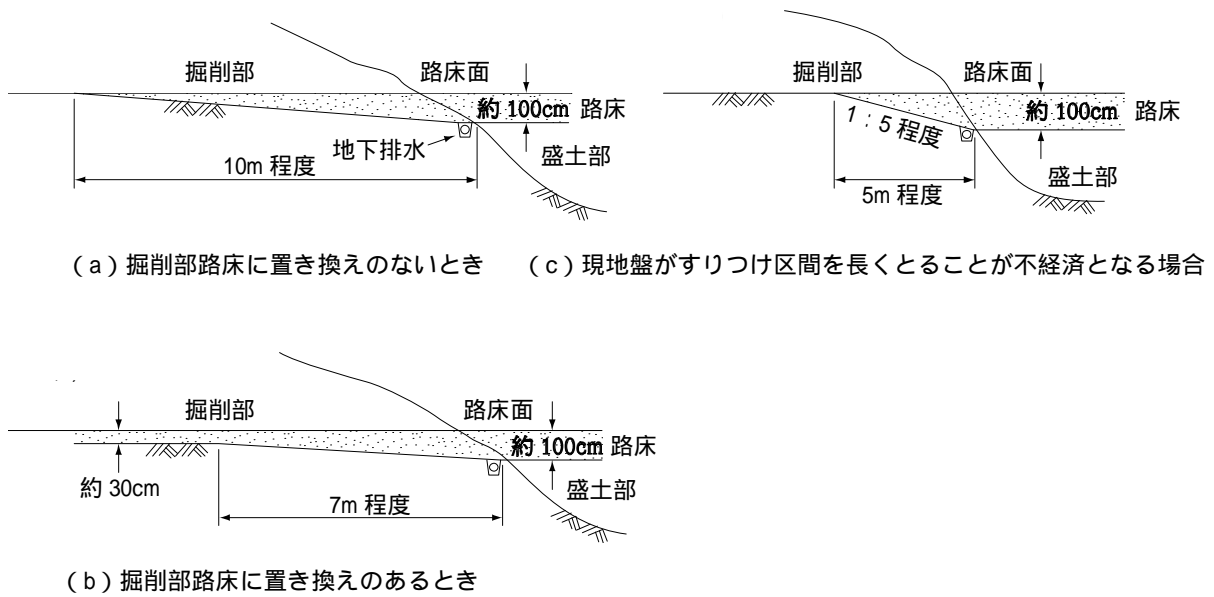 掘削部
路床面
約 100cm 路床
地下排水
10m 程度
盛土部
（a）掘削部路床に置き換えのないとき
掘削部
路床面
約 100cm 路床
1：5 程度
盛土部
5m 程度
（c）現地盤がすりつけ区間を長くとることが不経済となる場合
掘削部
路床面
約 100cm 路床
約 30cm
7m 程度
盛土部
（b）掘削部路床に置き換えのあるとき